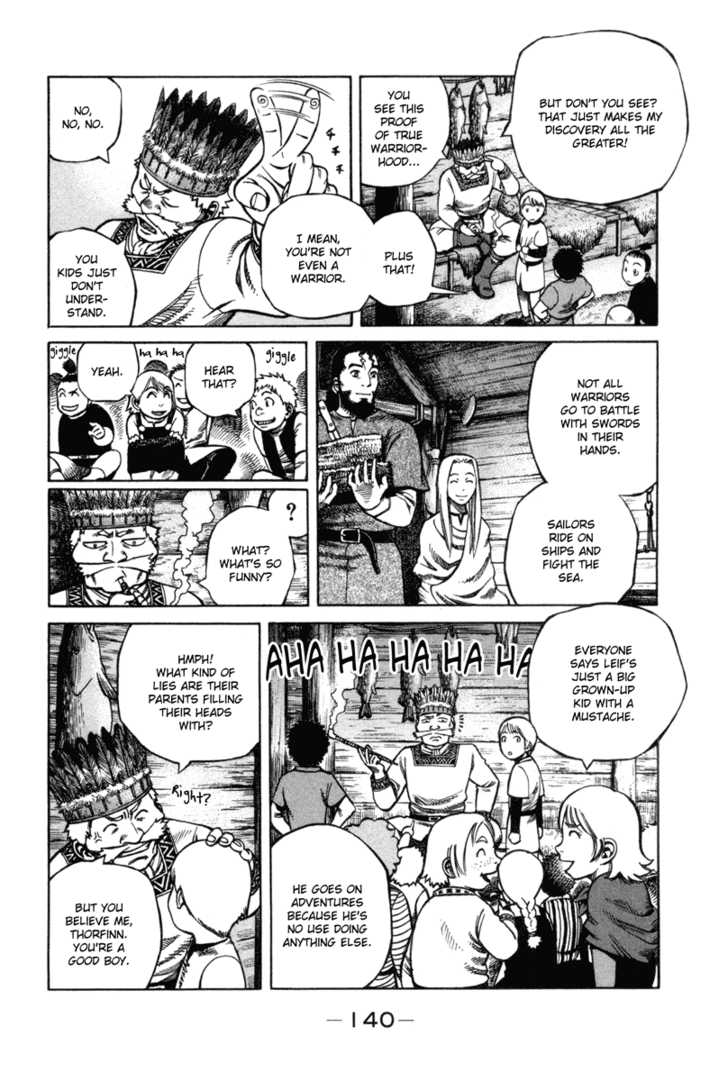 BUT DON'T YOU SEE?
THAT JUST MAKES MY
DISCOVERY ALL THE
GREATER!
YOU
SEE THIS
PROOF
OF TRUE
WARRIOR-
HOOD...
PLUS
THAT!
I MEAN,
YOU'RE NOT
EVEN A
WARRIOR.
NO,
NO, NO.
YOU
KIDS JUST
DON'T
UNDER-
STAND.
NOT ALL
WARRIORS
GO TO BATTLE
WITH SWORDS
IN THEIR
HANDS.
SAILORS
RIDE ON
SHIPS AND
FIGHT THE
SEA.
giggle
HEAR
THAT?
ha ha ha
YEAH.
giggle
?
WHAT?
WHAT'S SO
FUNNY?
EVERYONE
SAYS LEIF'S
JUST A BIG
GROWN-UP
KID WITH A
MUSTACHE.
AHA HA HA HA HA
HE GOES ON
ADVENTURES
BECAUSE HE'S
NO USE DOING
ANYTHING ELSE.
HMPH!
WHAT KIND OF
LIES ARE THEIR
PARENTS FILLING
THEIR HEADS
WITH?
Right?
BUT YOU
BELIEVE ME,
THORFINN.
YOU'RE A
GOOD BOY.
— 140 —